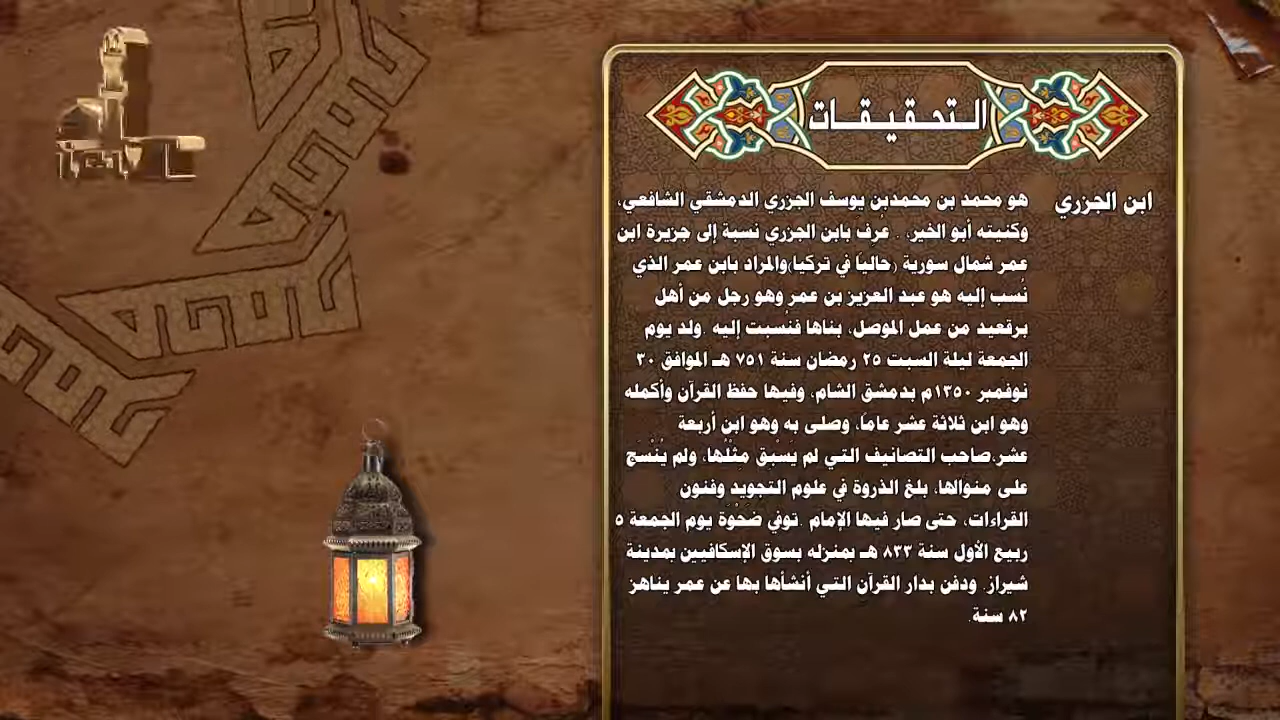 التحقيقات
ابن الجزري
هو محمد بن محمدبن يوسف الجزري الدمشقي الشافعي،
وكنيته أبو الخير، . عُرف بابن الجزري نسبة إلى جزيرة ابن
عمر شمال سورية (حالياً في تركيا)والمراد بابن عمر الذي
نُسب إليه هو عبد العزيز بن عمر وهو رجل من أهل
برقعيد من عمل الموصل، بناها فنُسبت إليه .ولد يوم
الجمعة ليلة السبت ٢٥ رمضان سنة ٧٥١ هـ الموافق ٣٠
نوفمبر ١٣٥٠م بدمشق الشام، وفيها حفظ القرآن وأكمله
وهو ابن ثلاثة عشر عاماً، وصلى به وهو ابن أربعة
عشر.صاحب التصانيف التي لم يَسْبق مِثْلُها، ولم يُنْسَج
على منوالها، بلغ الذروة في علوم التجويد وفنون
القراءات، حتى صار فيها الإمام .توفي ضَحْوَة يوم الجمعة ٥
ربيع الأول سنة ٨٣٣ هـ بمنزله بسوق الإسكافيين بمدينة
شيراز. ودفن بدار القرآن التي أنشأها بها عن عمر يناهز
٨٢ سنة.